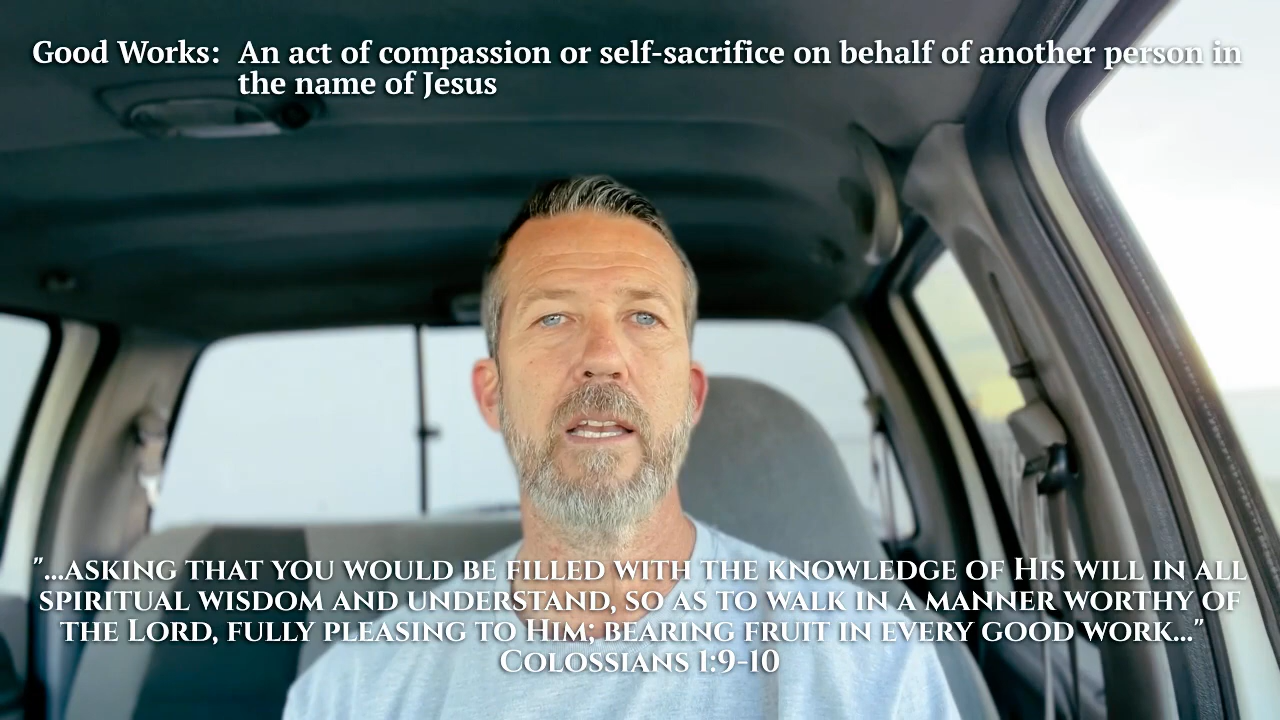 Good Works: An act of compassion or self-sacrifice on behalf of another person in
the name of Jesus
"...asking that you would be filled with the knowledge of His will in all
spiritual wisdom and understand, so as to walk in a manner worthy of
the Lord, fully pleasing to Him; bearing fruit in every good work..."
Colossians 1:9-10